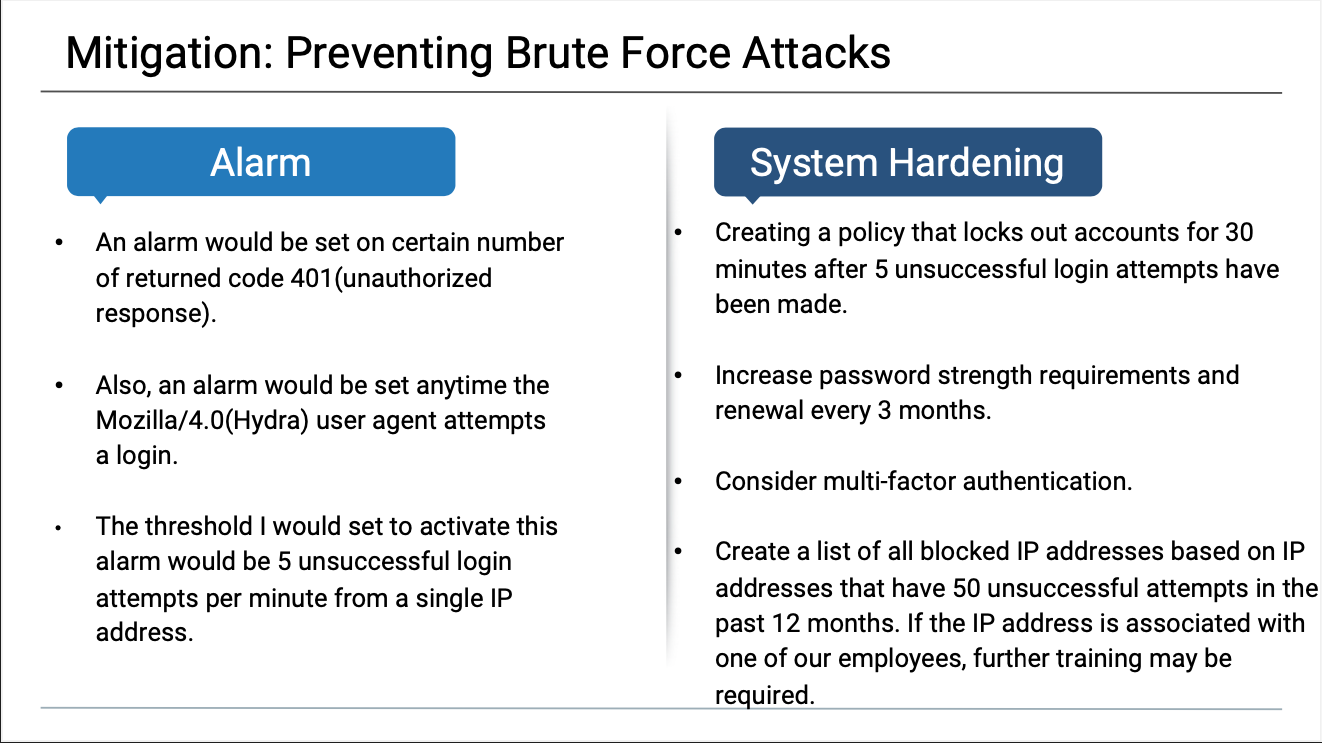 Mitigation: Preventing Brute Force Attacks
Alarm
• An alarm would be set on certain number
of returned code 401(unauthorized
response).
• Also, an alarm would be set anytime the
Mozilla/4.0(Hydra) user agent attempts
a login.
• The threshold I would set to activate this
alarm would be 5 unsuccessful login
attempts per minute from a single IP
address.
System Hardening
• Creating a policy that locks out accounts for 30
minutes after 5 unsuccessful login attempts have
been made.
• Increase password strength requirements and
renewal every 3 months.
• Consider multi-factor authentication.
• Create a list of all blocked IP addresses based on IP
addresses that have 50 unsuccessful attempts in the
past 12 months. If the IP address is associated with
one of our employees, further training may be
required.